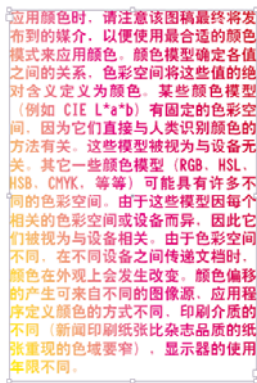 应用颜色时，请注意该图稿最终将发
布到的媒介，以便使用最合适的颜色
模式来应用颜色。颜色模型确定各值
之间的关系，色彩空间将这些值的绝
对含义定义为颜色。某些颜色模型
（例如 CIE L*a*b）有固定的色彩空
间，因为它们直接与人类识别颜色的
方法有关。这些模型被视为与设备无
关。其它一些颜色模型（RGB、HSL、
HSB、CMYK、等等）可能具有许多不
同的色彩空间。由于这些模型因每个
相关的色彩空间或设备而异，因此它
们被视为与设备相关。由于色彩空间
不同，在不同设备之间传递文档时，
颜色在外观上会发生改变。颜色偏移
的产生可来自不同的图像源，应用程
序定义颜色的方式不同，印刷介质的
不同（新闻印刷纸张比杂志品质的纸
张重现的色域要窄），显示器的使用
年限不同。